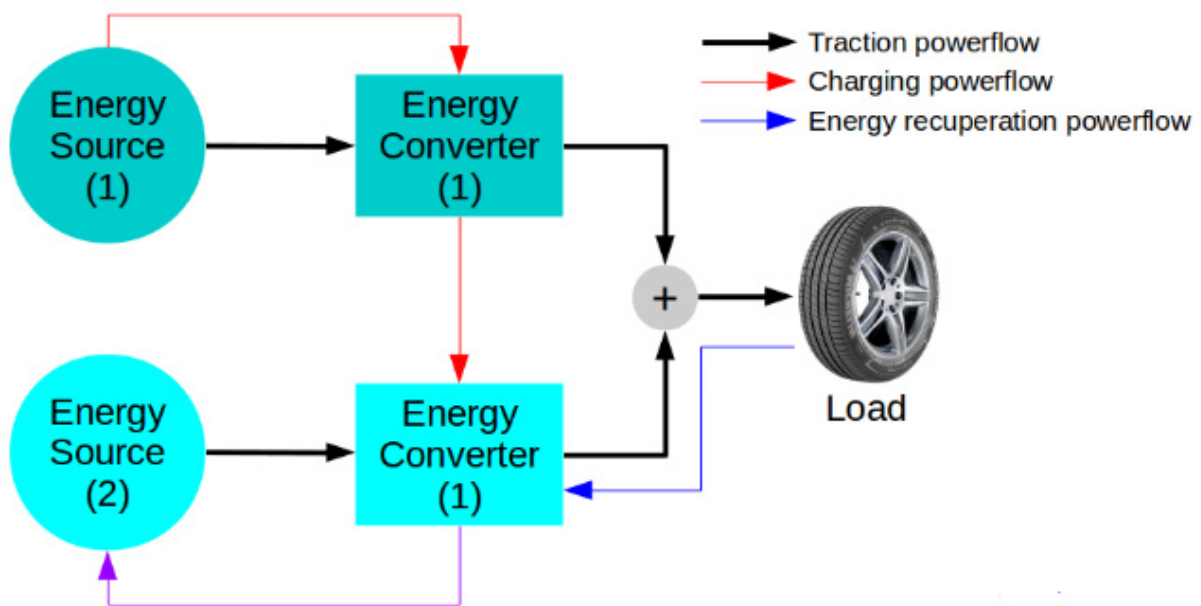 Energy
Source
(1)
Energy
Converter
(1)
Traction powerflow
Charging powerflow
Energy recuperation powerflow
+
Load
Energy
Source
(2)
Energy
Converter
(1)